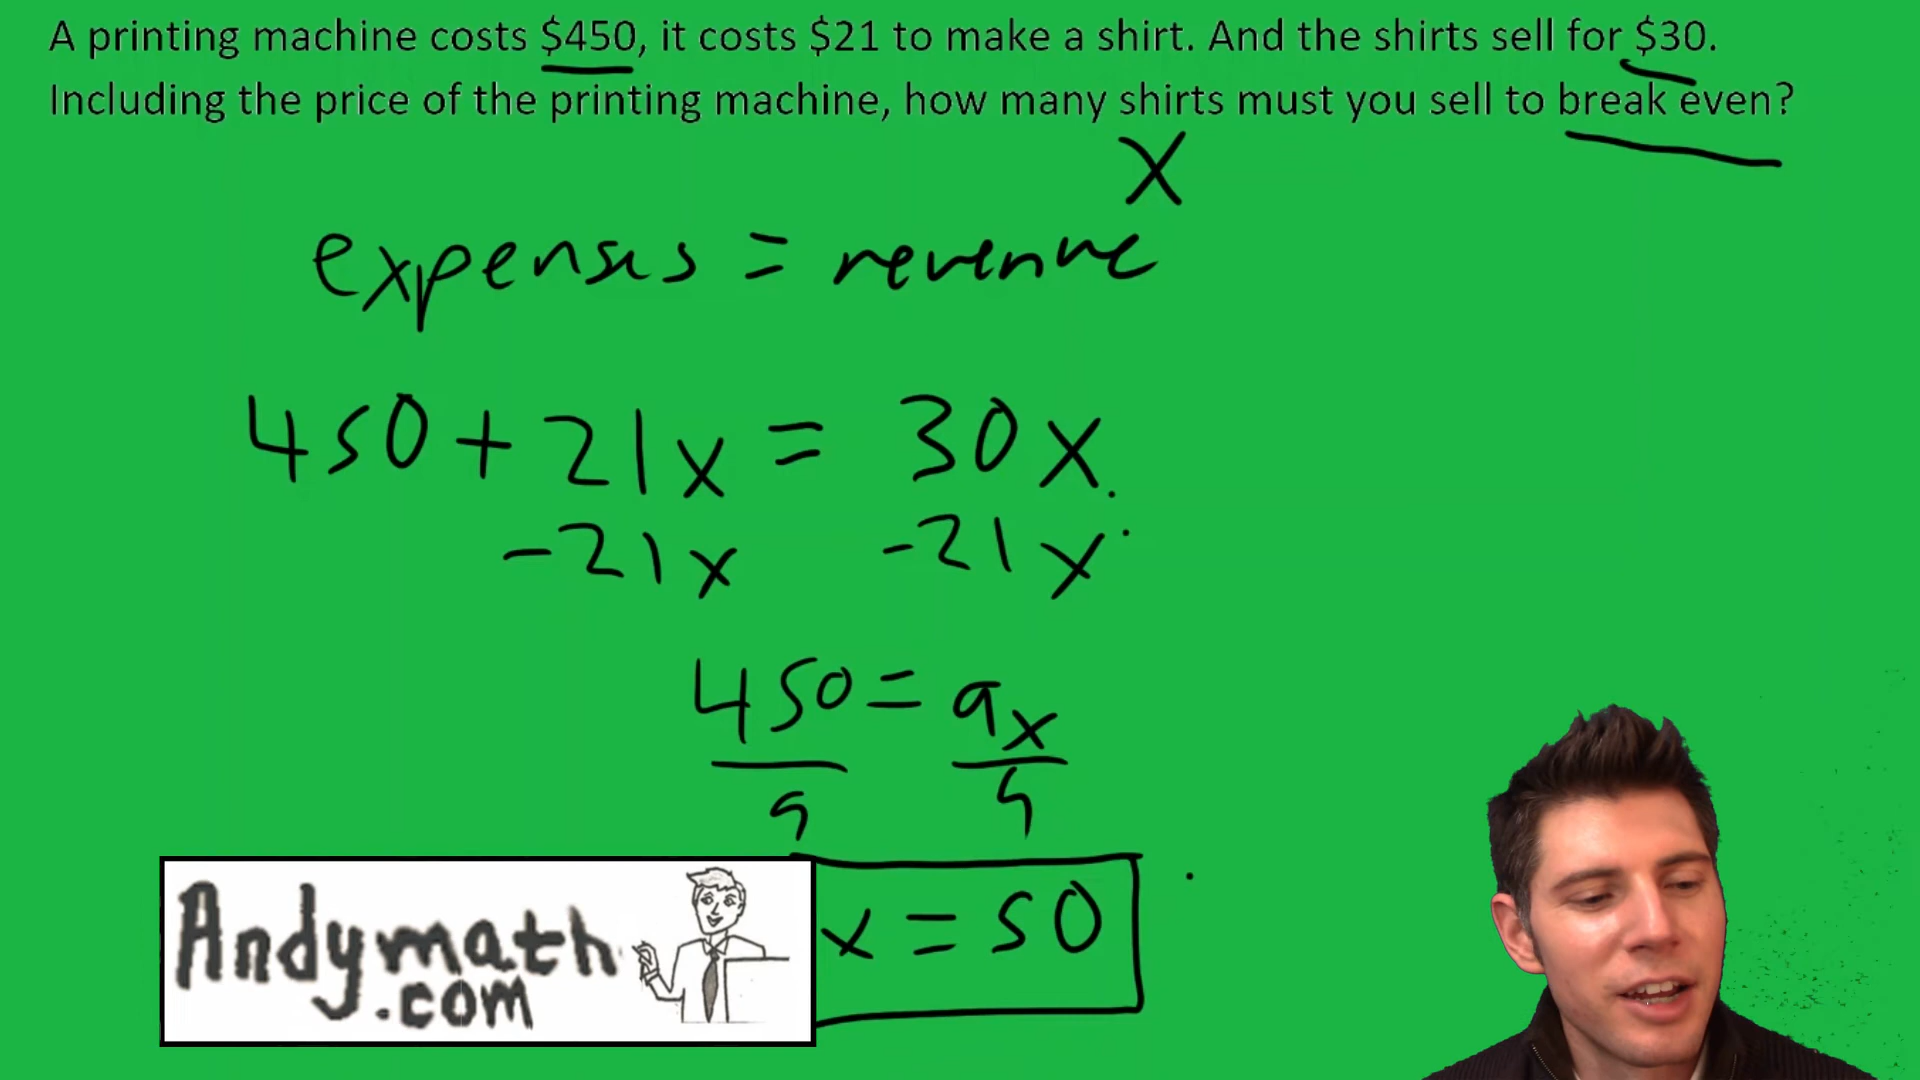 A printing machine costs $450, it costs $21 to make a shirt. And the shirts sell for $30.
Including the price of the printing machine, how many shirts must you sell to break even?
X
expenses = revenue
450 + 21x = 30x
-21x -21x
450 = 9x
9 9
x = 50
Andymath
.com